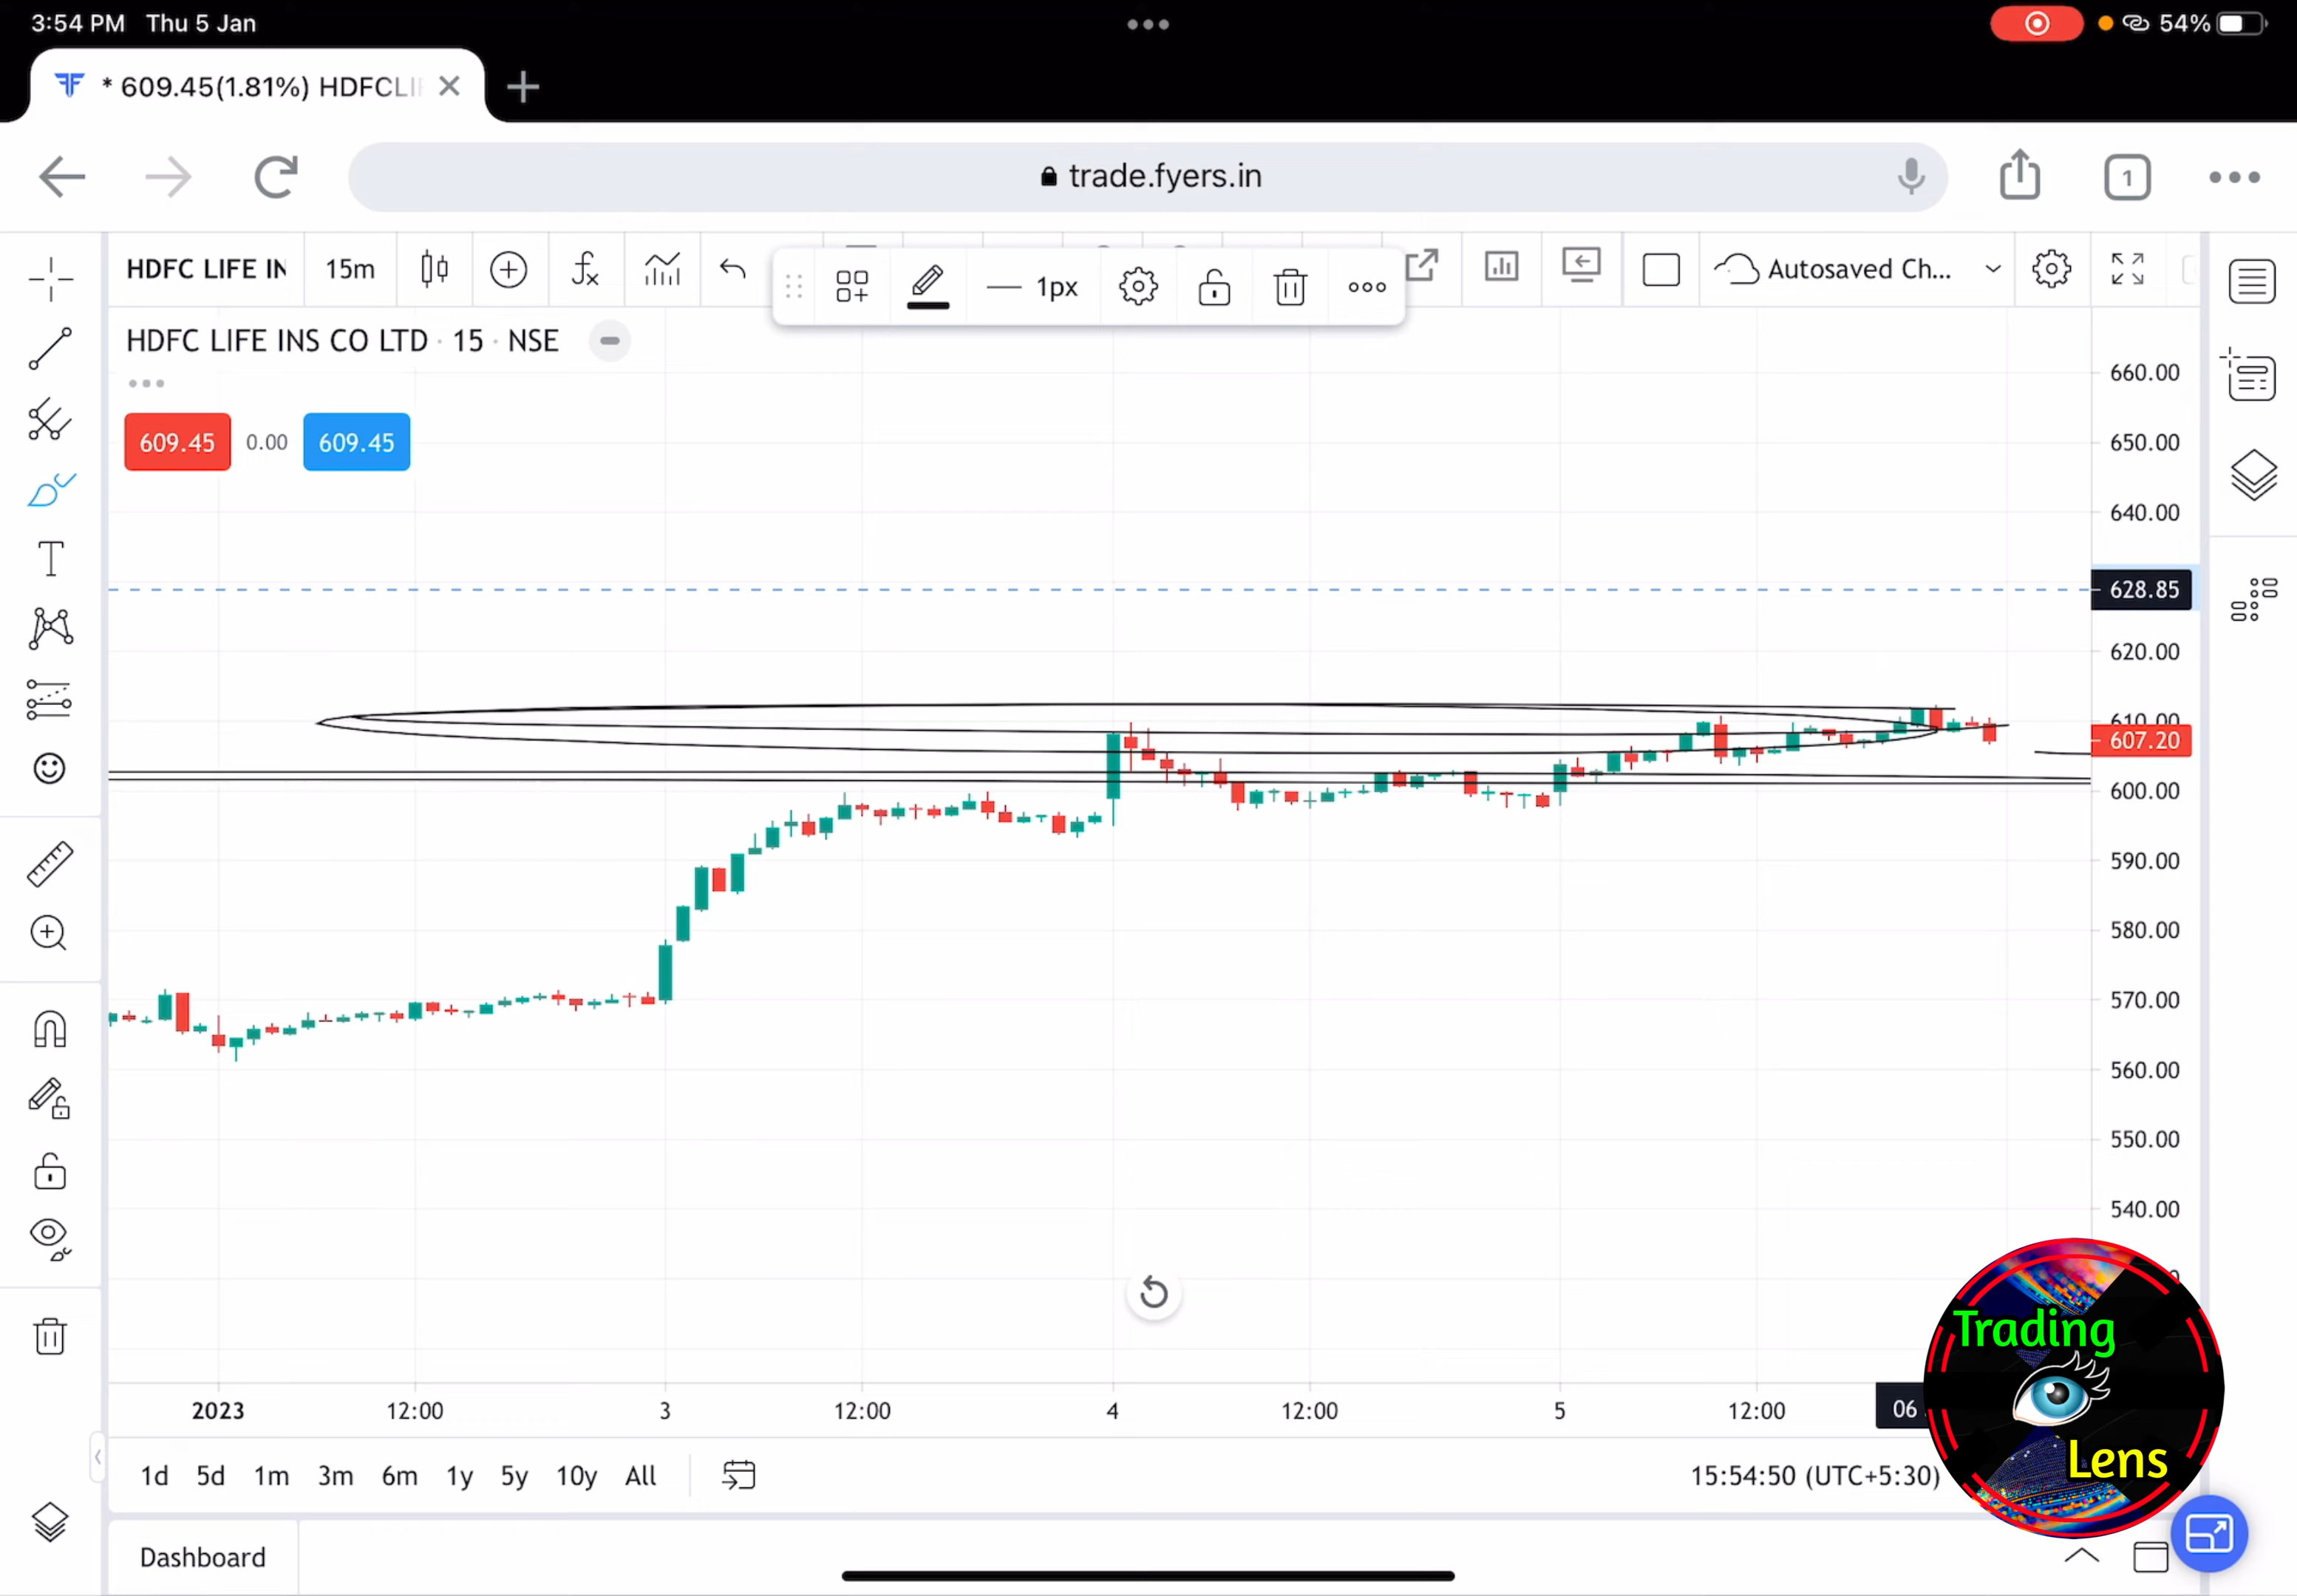 3:54 PM Thu 5 Jan
54%
* 609.45(1.81%) HDFCLI
trade.fyers.in
1
HDFC LIFE IN
15m
1px
Autosaved Ch...
HDFC LIFE INS CO LTD · 15 · NSE
609.45 0.00 609.45
660.00
650.00
640.00
628.85
620.00
610.00
607.20
600.00
590.00
580.00
570.00
560.00
550.00
540.00
2023 12:00 3 12:00 4 12:00 5 12:00 06
1d 5d 1m 3m 6m 1y 5y 10y All
15:54:50 (UTC+5:30)
Dashboard
Trading
Lens